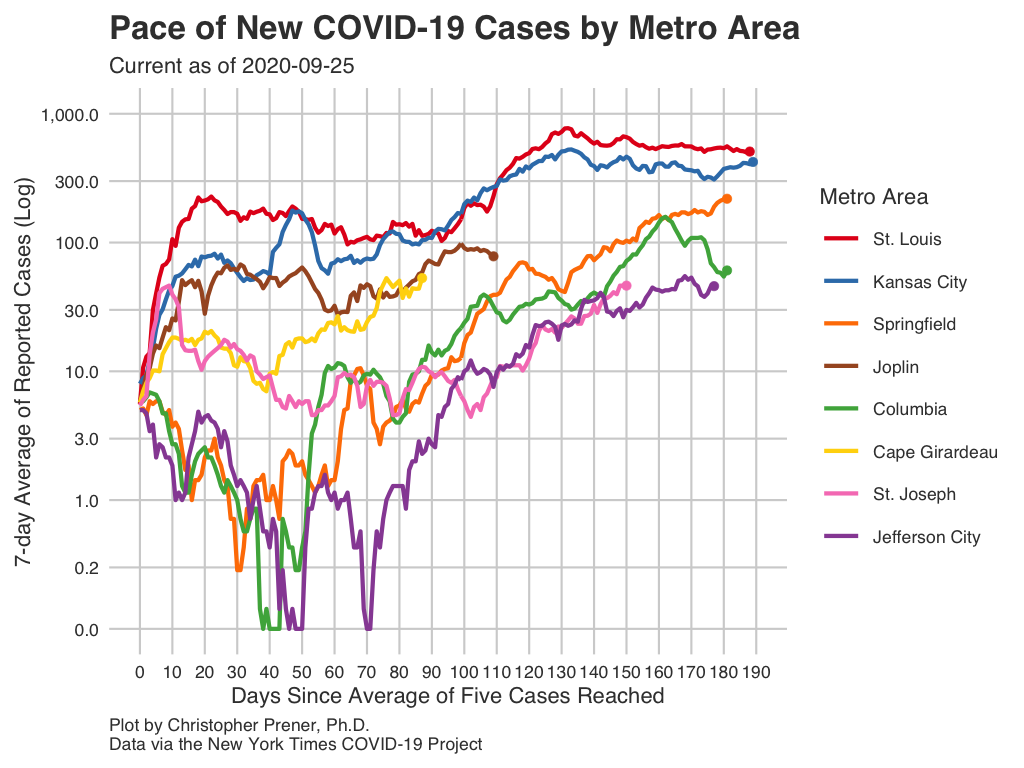 Pace of New COVID-19 Cases by Metro Area
Current as of 2020-09-25
7-day Average of Reported Cases (Log)
1,000.0
300.0
100.0
30.0
10.0
3.0
1.0
0.2
0.0
0 10 20 30 40 50 60 70 80 90 100 110 120 130 140 150 160 170 180 190
Days Since Average of Five Cases Reached
Metro Area
St. Louis
Kansas City
Springfield
Joplin
Columbia
Cape Girardeau
St. Joseph
Jefferson City
Plot by Christopher Prener, Ph.D.
Data via the New York Times COVID-19 Project